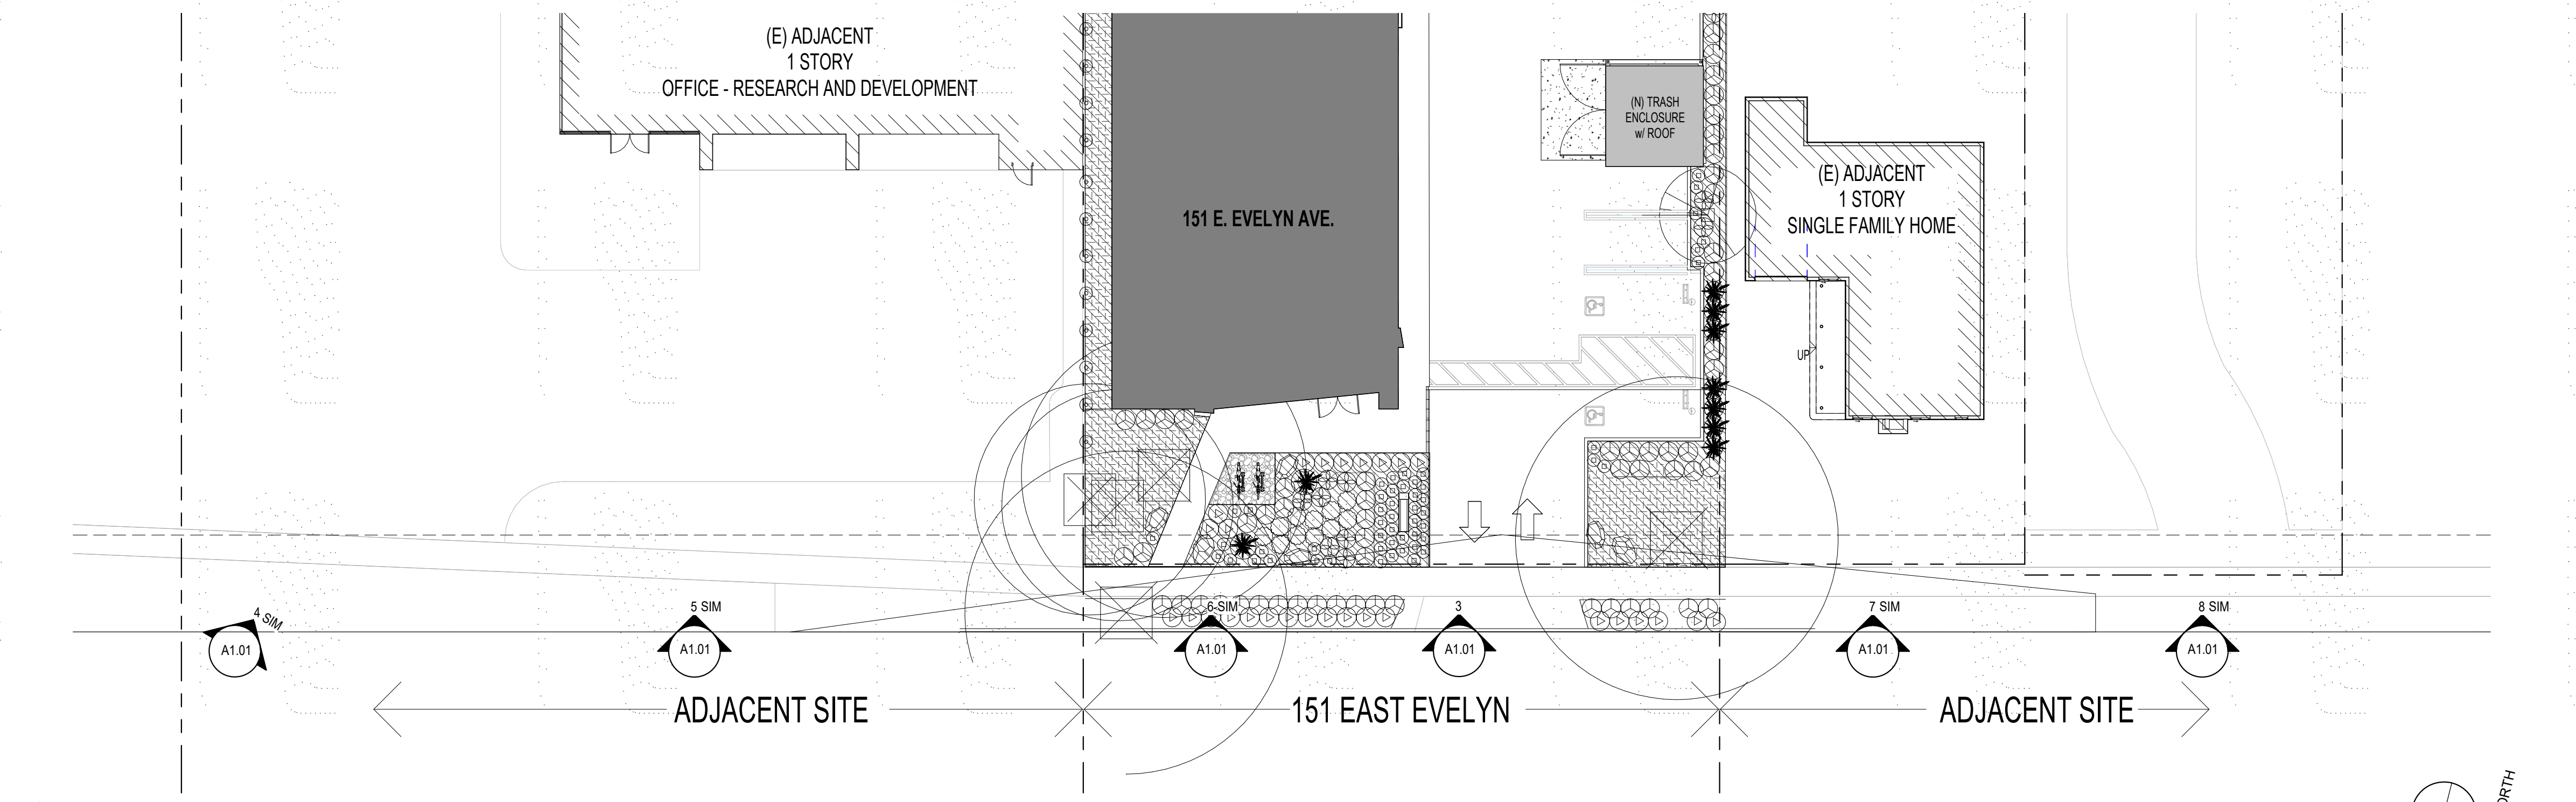 (E) ADJACENT
1 STORY
OFFICE - RESEARCH AND DEVELOPMENT
(N) TRASH
ENCLOSURE
w/ ROOF
(E) ADJACENT
1 STORY
SINGLE FAMILY HOME
151 E. EVELYN AVE.
UP
4 SIM
A1.01
5 SIM
A1.01
6 SIM
A1.01
3
A1.01
7 SIM
A1.01
8 SIM
A1.01
ADJACENT SITE
151 EAST EVELYN
ADJACENT SITE
ORTH